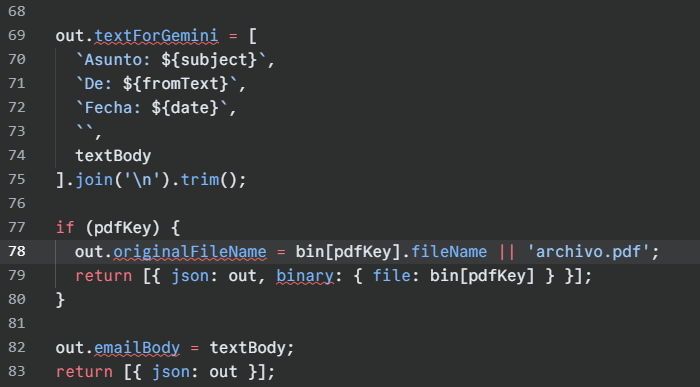 68
69 out.textForGemini = [
70   `Asunto: ${subject}`,
71   `De: ${fromText}`,
72   `Fecha: ${date}`,
73   ``,
74   textBody
75 ].join('\n').trim();
76
77 if (pdfKey) {
78   out.originalFileName = bin[pdfKey].fileName || 'archivo.pdf';
79   return [{ json: out, binary: { file: bin[pdfKey] } }];
80 }
81
82 out.emailBody = textBody;
83 return [{ json: out }];